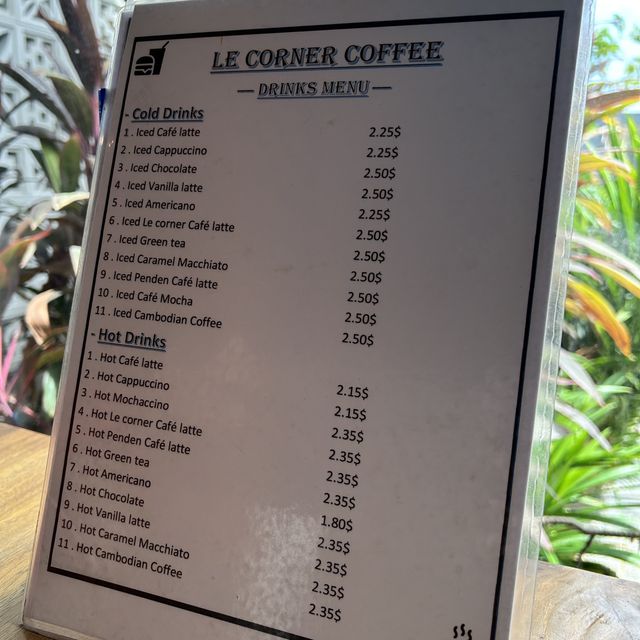 LE CORNER COFFEE
— DRINKS MENU —
- Cold Drinks
1 . Iced Café latte 2.25$
2 . Iced Cappuccino 2.25$
3 . Iced Chocolate 2.50$
4 . Iced Vanilla latte 2.50$
5 . Iced Americano 2.25$
6 . Iced Le corner Café latte 2.50$
7 . Iced Green tea 2.50$
8 . Iced Caramel Macchiato 2.50$
9 . Iced Penden Café latte 2.50$
10 . Iced Café Mocha 2.50$
11 . Iced Cambodian Coffee 2.50$
- Hot Drinks
1 . Hot Café latte 2.15$
2 . Hot Cappuccino 2.15$
3 . Hot Mochaccino 2.35$
4 . Hot Le corner Café latte 2.35$
5 . Hot Penden Café latte 2.35$
6 . Hot Green tea 2.35$
7 . Hot Americano 1.80$
8 . Hot Chocolate 2.35$
9 . Hot Vanilla latte 2.35$
10 . Hot Caramel Macchiato 2.35$
11 . Hot Cambodian Coffee 2.35$